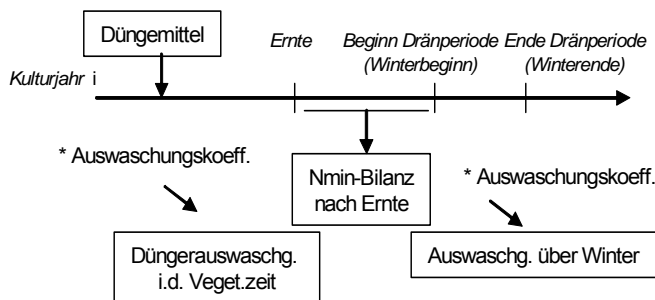 Düngemittel
Ernte
Beginn Dränperiode
(Winterbeginn)
Ende Dränperiode
(Winterende)
Kulturjahr i
* Auswaschungskoeff.
Nmin-Bilanz
nach Ernte
* Auswaschungskoeff.
Düngerauswaschg.
i.d. Veget.zeit
Auswaschg. über Winter